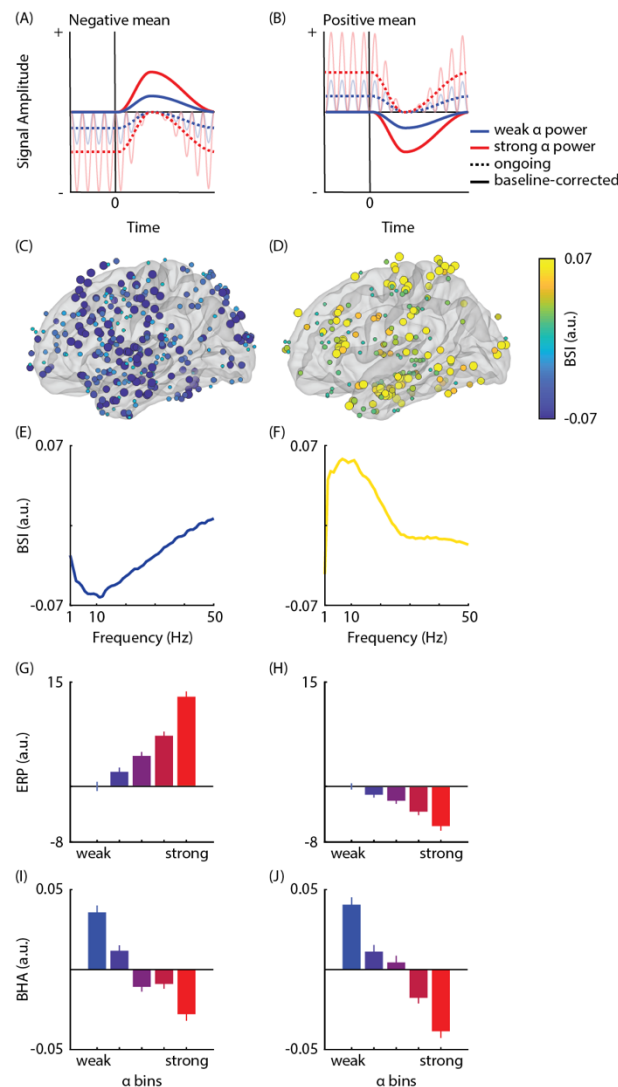 (A) Negative mean
(B) Positive mean
+
-
Signal Amplitude
0
Time
+
-
0
Time
weak α power
strong α power
ongoing
baseline-corrected
(C)
(D)
0.07
-0.07
BSI (a.u.)
(E)
0.07
-0.07
BSI (a.u.)
1 10 50
Frequency (Hz)
(F)
0.07
-0.07
1 10 50
Frequency (Hz)
(G)
15
-8
ERP (a.u.)
weak strong
(H)
15
-8
weak strong
(I)
0.05
-0.05
BHA (a.u.)
weak strong
α bins
(J)
0.05
-0.05
weak strong
α bins